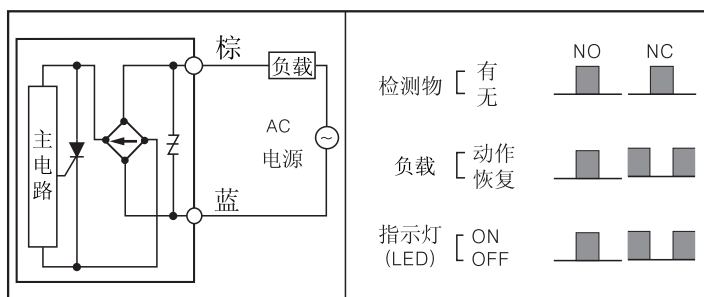 棕
负载
主电路
AC
电源
蓝
NO NC
检测物 有
无
负载 动作
恢复
指示灯 ON
(LED) OFF